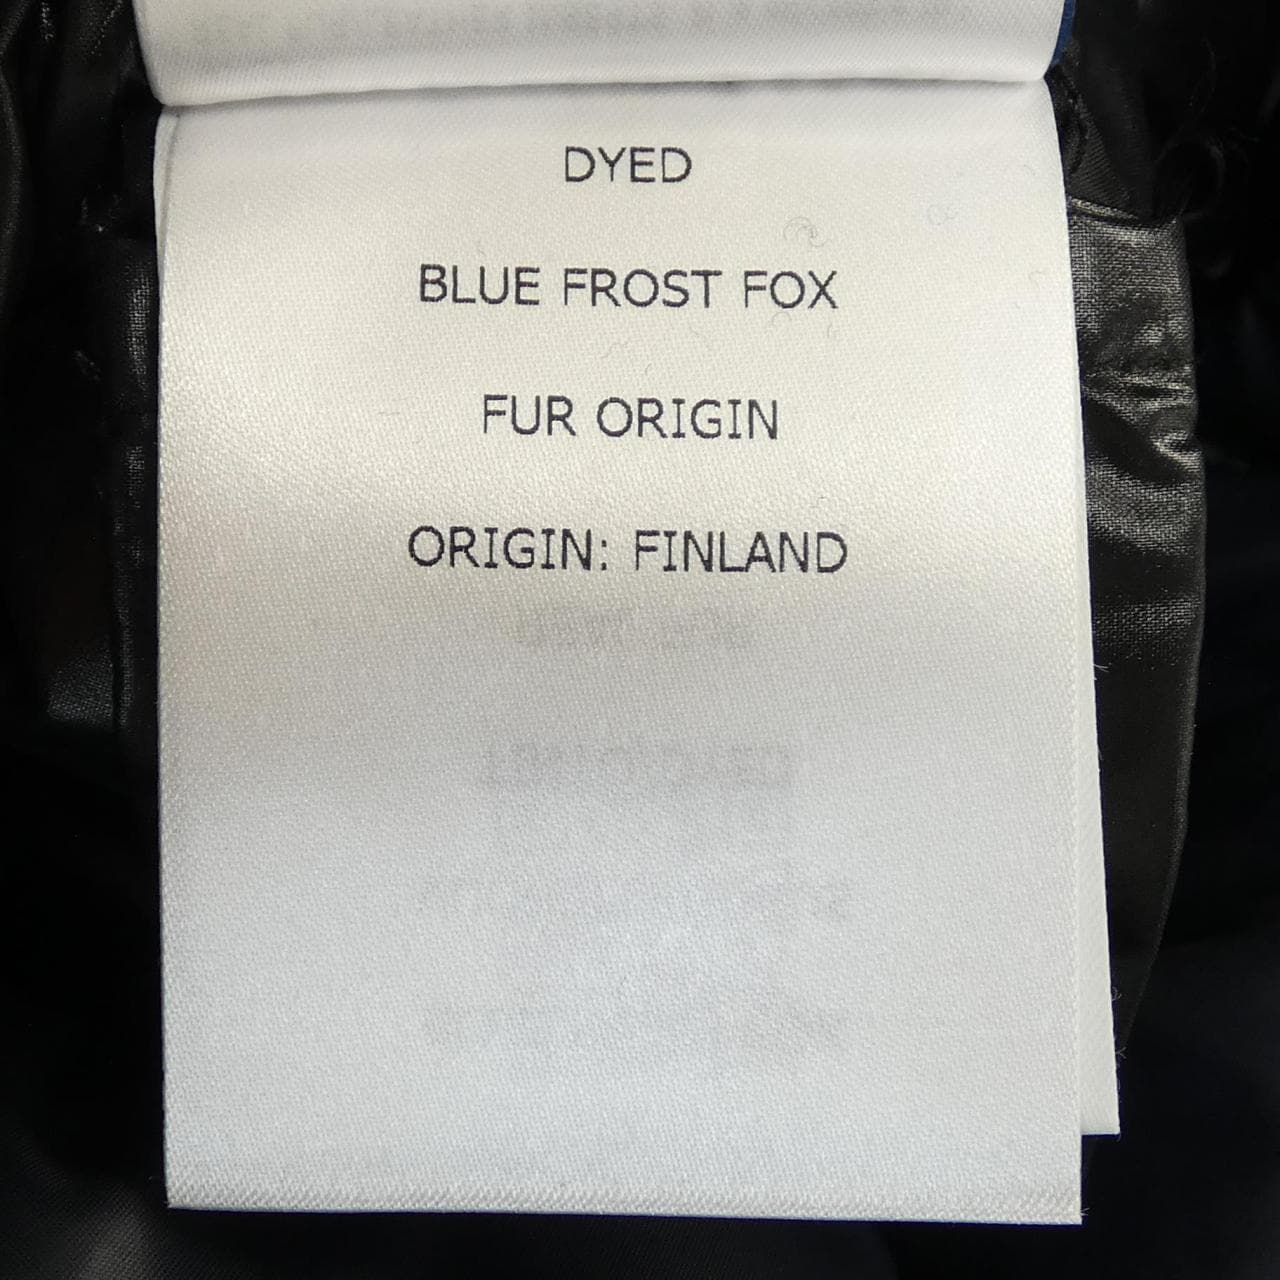 DYED
BLUE FROST FOX
FUR ORIGIN
ORIGIN: FINLAND